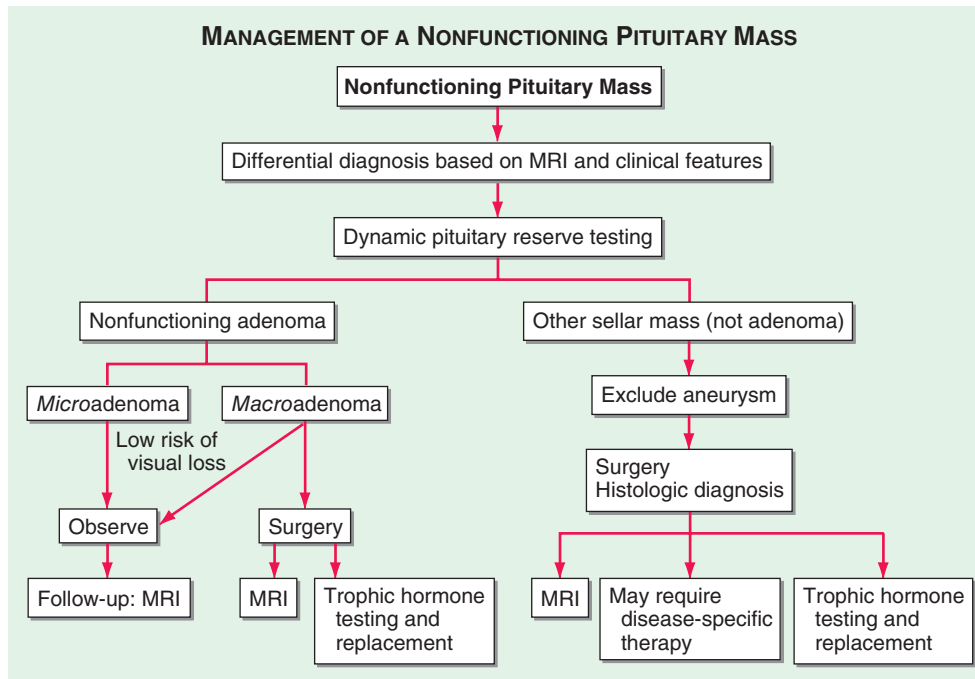 MANAGEMENT OF A NONFUNCTIONING PITUITARY MASS
Nonfunctioning Pituitary Mass
Differential diagnosis based on MRI and clinical features
Dynamic pituitary reserve testing
Nonfunctioning adenoma
Other sellar mass (not adenoma)
Microadenoma
Macroadenoma
Exclude aneurysm
Low risk of
visual loss
Surgery
Histologic diagnosis
Observe
Surgery
Follow-up: MRI
MRI
Trophic hormone
testing and
replacement
MRI
May require
disease-specific
therapy
Trophic hormone
testing and
replacement